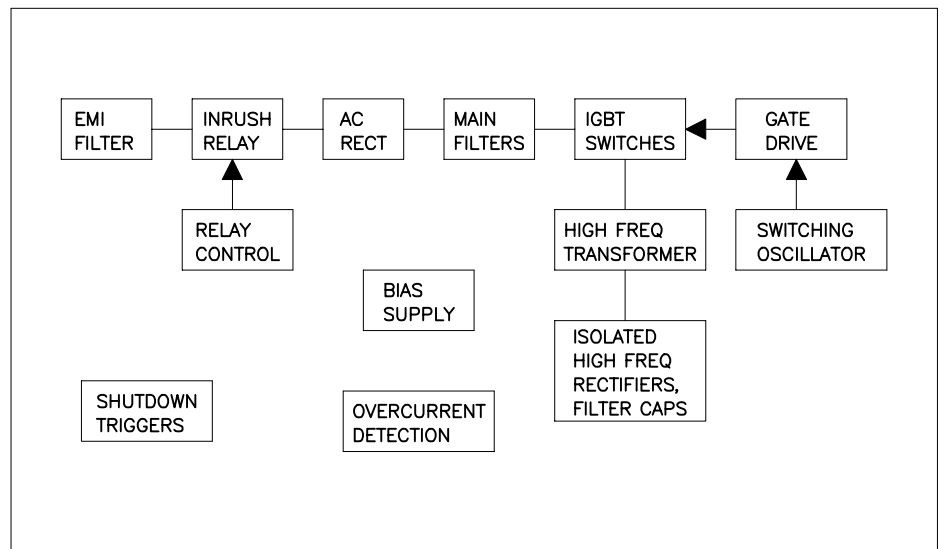 EMI
FILTER
INRUSH
RELAY
AC
RECT
MAIN
FILTERS
IGBT
SWITCHES
GATE
DRIVE
RELAY
CONTROL
HIGH FREQ
TRANSFORMER
SWITCHING
OSCILLATOR
BIAS
SUPPLY
ISOLATED
HIGH FREQ
RECTIFIERS,
FILTER CAPS
SHUTDOWN
TRIGGERS
OVERCURRENT
DETECTION